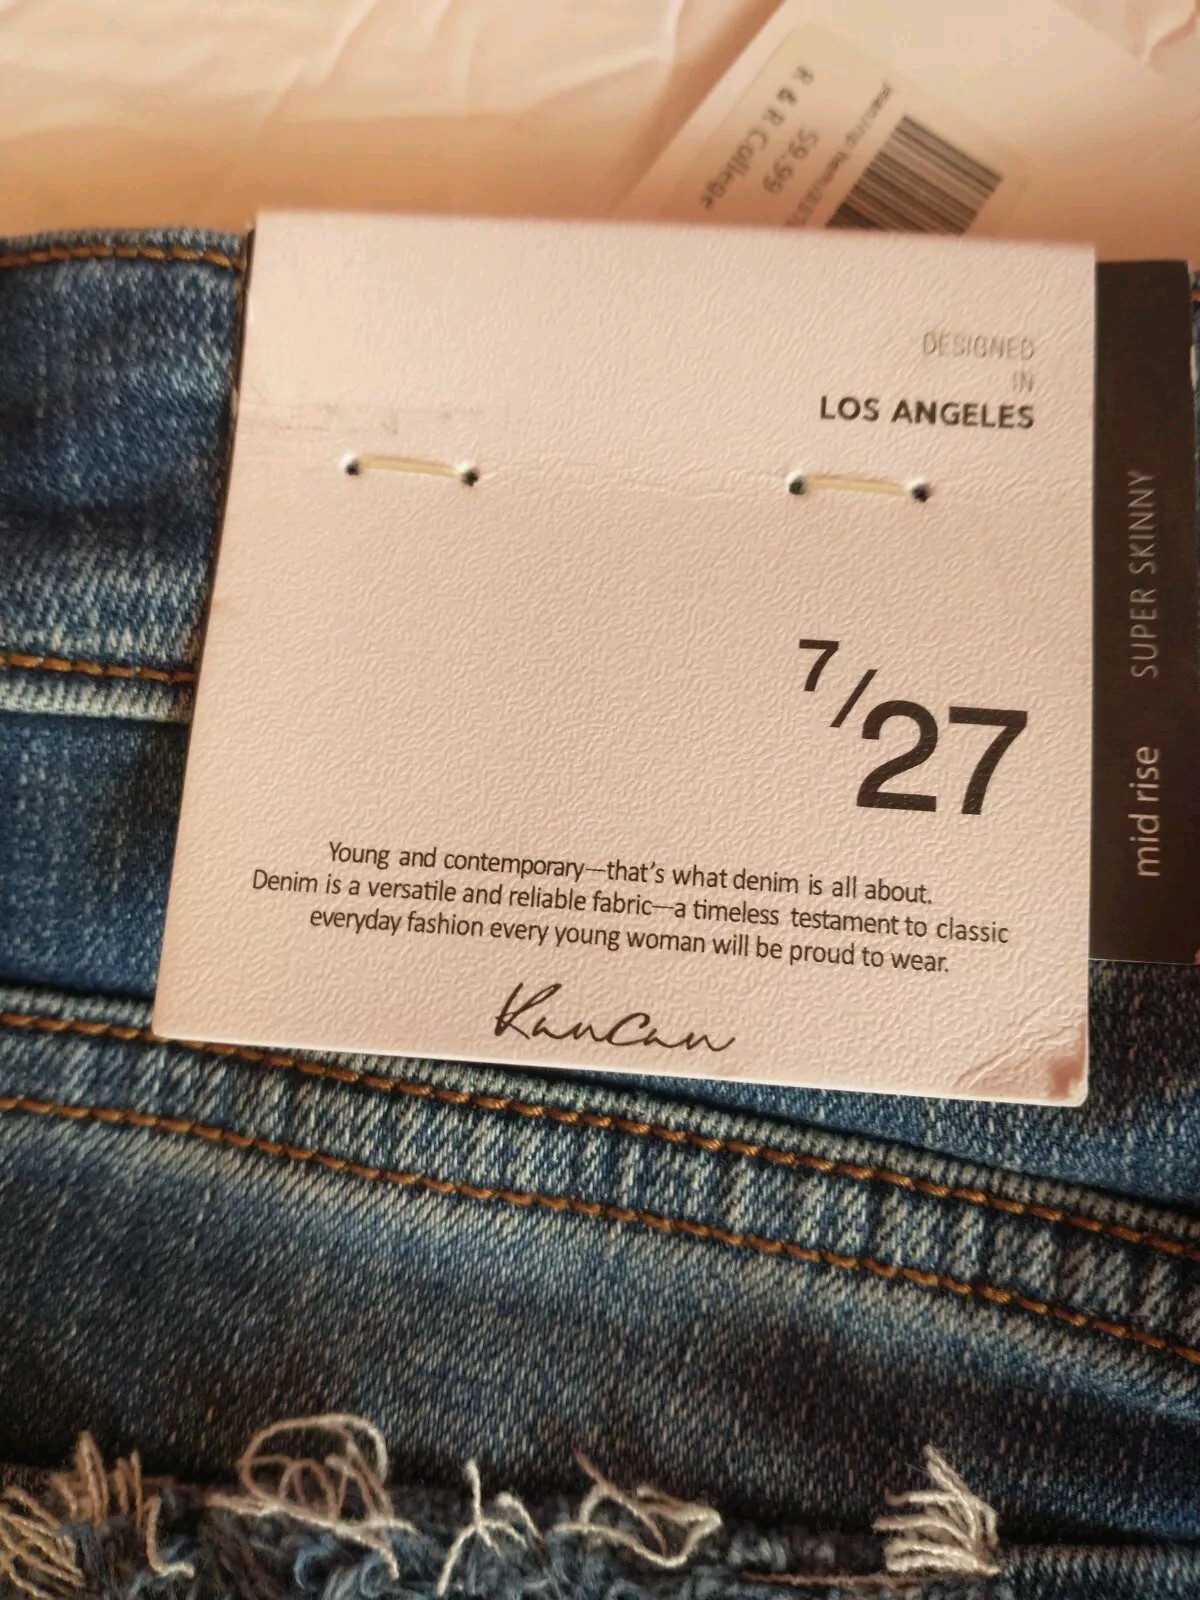 R & R College
59.99
DESIGNED
IN
LOS ANGELES
7/27
Young and contemporary—that's what denim is all about.
Denim is a versatile and reliable fabric—a timeless testament to classic
everyday fashion every young woman will be proud to wear.
KanCan
mid rise SUPER SKINNY